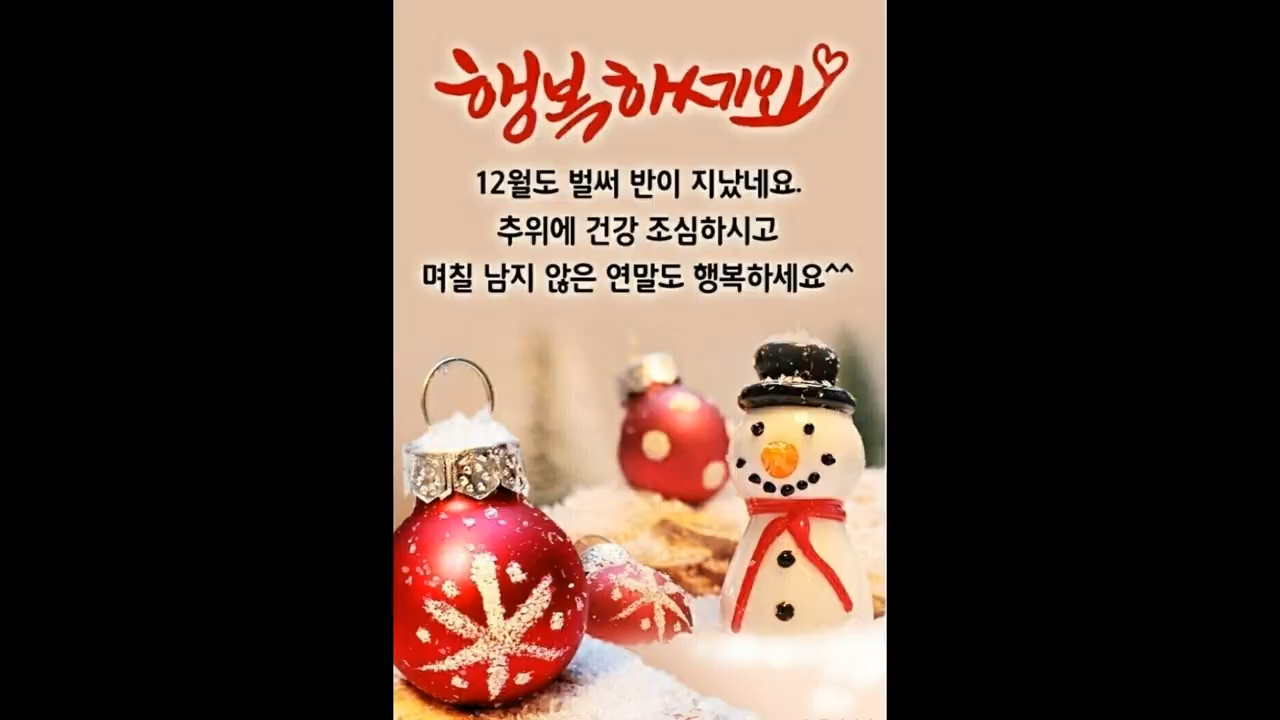 행복하세요
12월도 벌써 반이 지났네요.
추위에 건강 조심하시고
며칠 남지 않은 연말도 행복하세요^^